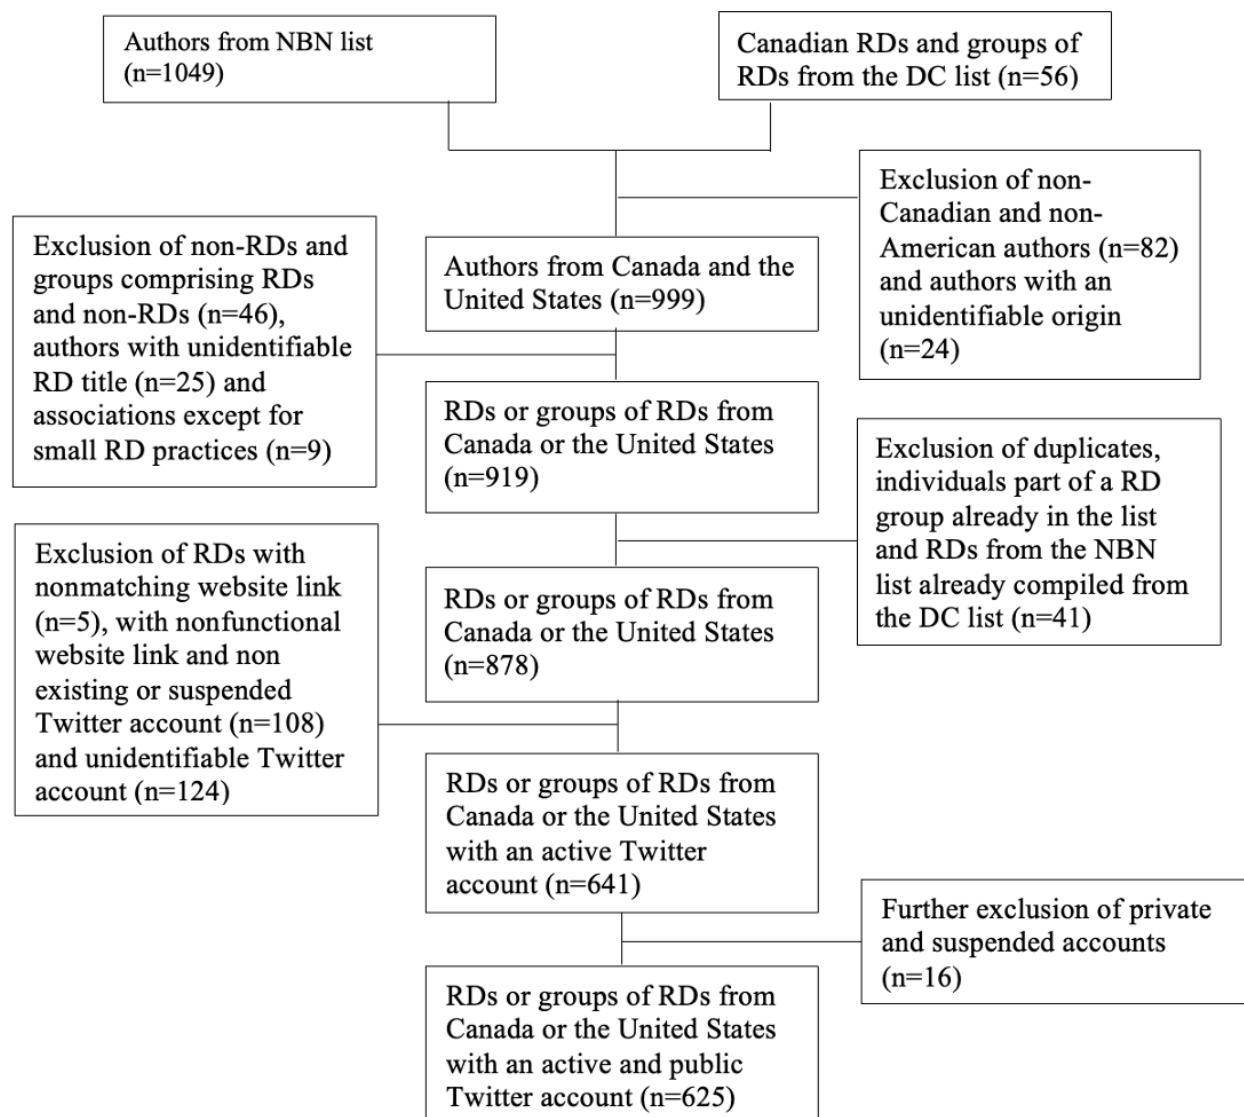 Authors from NBN list
(n=1049)
Canadian RDs and groups of
RDs from the DC list (n=56)
Exclusion of non-
Canadian and non-
American authors (n=82)
and authors with an
unidentifiable origin
(n=24)
Authors from Canada and the
United States (n=999)
Exclusion of non-RDs and
groups comprising RDs
and non-RDs (n=46),
authors with unidentifiable
RD title (n=25) and
associations except for
small RD practices (n=9)
RDs or groups of RDs from
Canada or the United States
(n=919)
Exclusion of duplicates,
individuals part of a RD
group already in the list
and RDs from the NBN
list already compiled from
the DC list (n=41)
RDs or groups of RDs from
Canada or the United States
(n=878)
Exclusion of RDs with
nonmatching website link
(n=5), with nonfunctional
website link and non
existing or suspended
Twitter account (n=108)
and unidentifiable Twitter
account (n=124)
RDs or groups of RDs from
Canada or the United States
with an active Twitter
account (n=641)
Further exclusion of private
and suspended accounts
(n=16)
RDs or groups of RDs from
Canada or the United States
with an active and public
Twitter account (n=625)